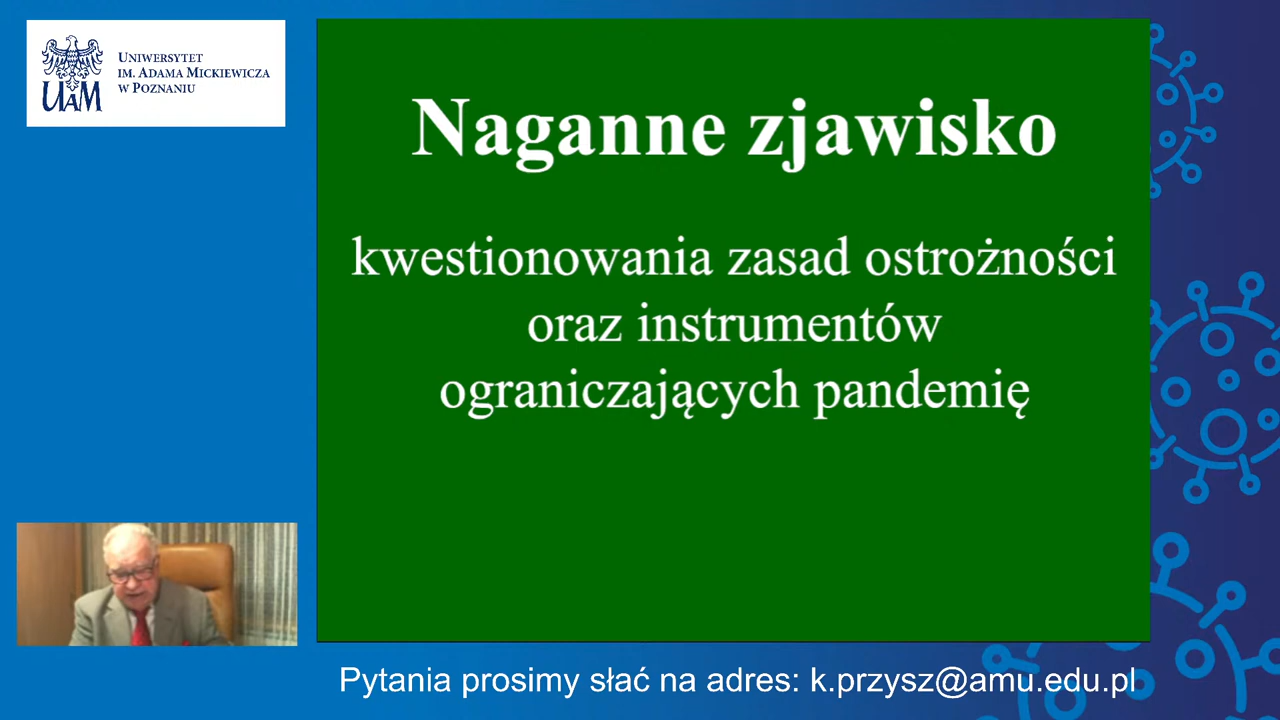 UNIWERSYTET
IM. ADAMA MICKIEWICZA
W POZNANIU
UAM
Naganne zjawisko
kwestionowania zasad ostrożności
oraz instrumentów
ograniczających pandemię
Pytania prosimy słać na adres: k.przysz@amu.edu.pl